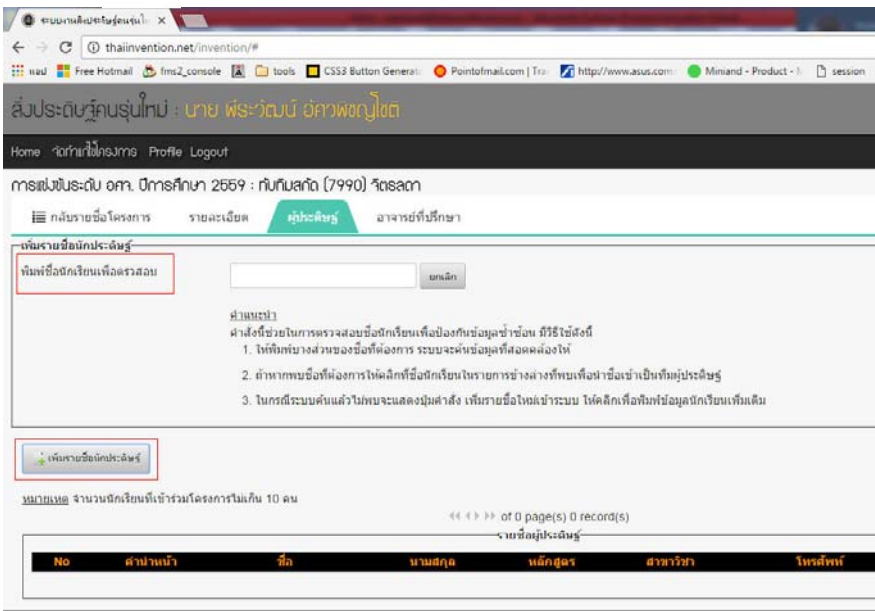 ระบบงานสิ่งประดิษฐ์คนรุ่นใ
thaiinvention.net/invention/#
แอป Free Hotmail fms2_console tools CSS3 Button Generat Pointofmail.com | Tra http://www.asus.com Miniand - Product - session
สิ่งประดิษฐ์คนรุ่นใหม่ : นาย พีระวัฒน์ อัศวพิชญโชติ
Home จัดทำแก้ไขโครงการ Profile Logout
การแข่งขันระดับ อศจ. ปีการศึกษา 2559 : ทับทิมสกัด (7990) จิตรลดา
กลับรายชื่อโครงการ รายละเอียด ผู้ประดิษฐ์ อาจารย์ที่ปรึกษา
เพิ่มรายชื่อนักประดิษฐ์
พิมพ์ชื่อนักเรียนเพื่อตรวสอบ
ยกเลิก
คำแนะนำ
คำสั่งนี้ช่วยในการตรวจสอบชื่อนักเรียนเพื่อป้องกันข้อมูลซ้ำซ้อน มีวิธีใช้ดังนี้
1. ให้พิมพ์บางส่วนของชื่อที่ต้องการ ระบบจะค้นข้อมูลที่สอดคล้องให้
2. ถ้าหากพบชื่อที่ต้องการให้คลิกที่ชื่อนักเรียนในรายการข้างล่างที่พบเพื่อนำชื่อเข้าเป็นทีมผู้ประดิษฐ์
3. ในกรณีระบบค้นแล้วไม่พบจะแสดงปุ่มคำสั่ง เพิ่มรายชื่อใหม่เข้าระบบ ให้คลิกเพื่อพิมพ์ข้อมูลนักเรียนเพิ่มเติม
เพิ่มรายชื่อนักประดิษฐ์
หมายเหตุ จำนวนนักเรียนที่เข้าร่วมโครงการไม่เกิน 10 คน
of 0 page(s) 0 record(s)
รายชื่อผู้ประดิษฐ์
No คำนำหน้า ชื่อ นามสกุล หลักสูตร สาขาวิชา โทรศัพท์